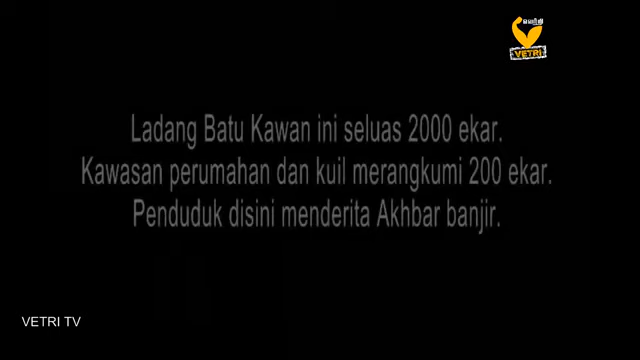 வெற்றி
VETRI
Ladang Batu Kawan ini seluas 2000 ekar.
Kawasan perumahan dan kuil merangkumi 200 ekar.
Penduduk disini menderita Akhbar banjir.
VETRI TV